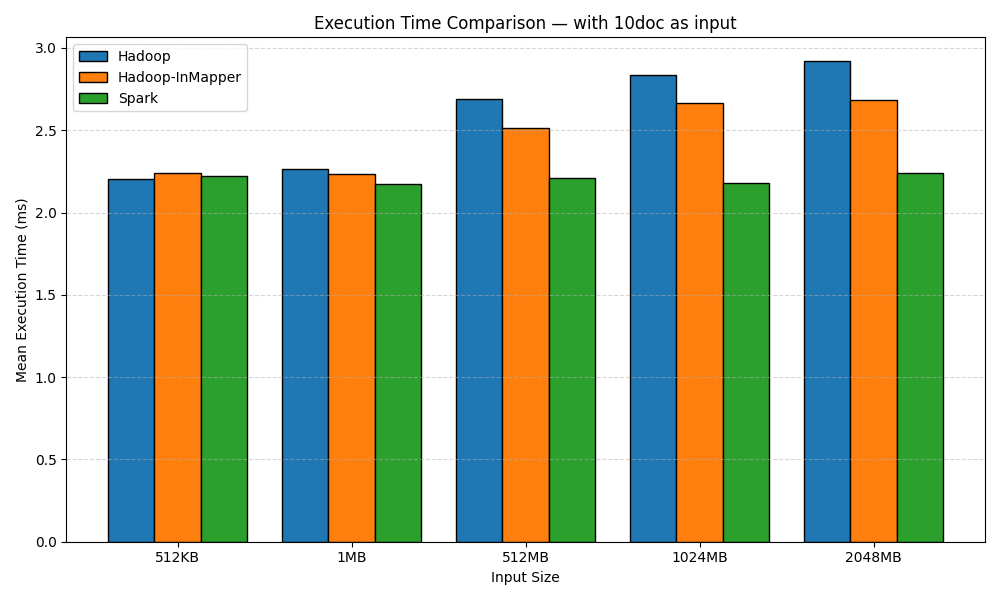 Execution Time Comparison — with 10doc as input
Hadoop
Hadoop-InMapper
Spark
Mean Execution Time (ms)
3.0
2.5
2.0
1.5
1.0
0.5
0.0
512KB
1MB
512MB
1024MB
2048MB
Input Size